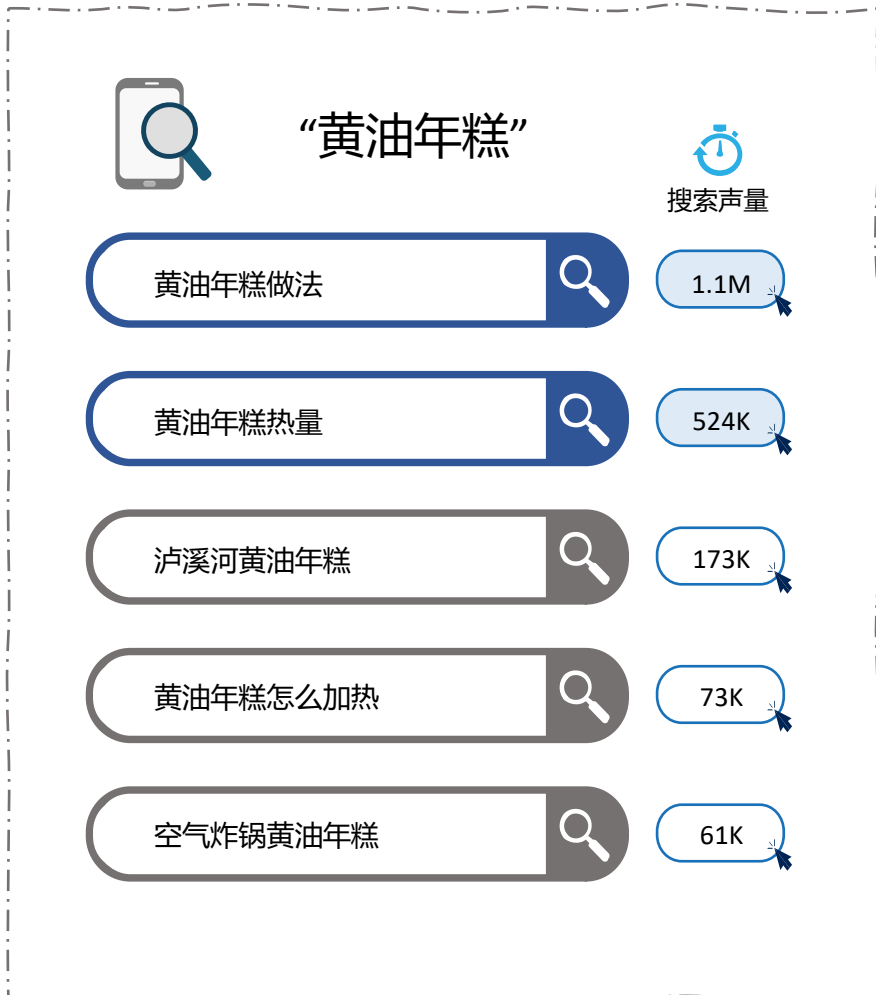 “黄油年糕”
搜索声量
黄油年糕做法
1.1M
黄油年糕热量
524K
泸溪河黄油年糕
173K
黄油年糕怎么加热
73K
空气炸锅黄油年糕
61K